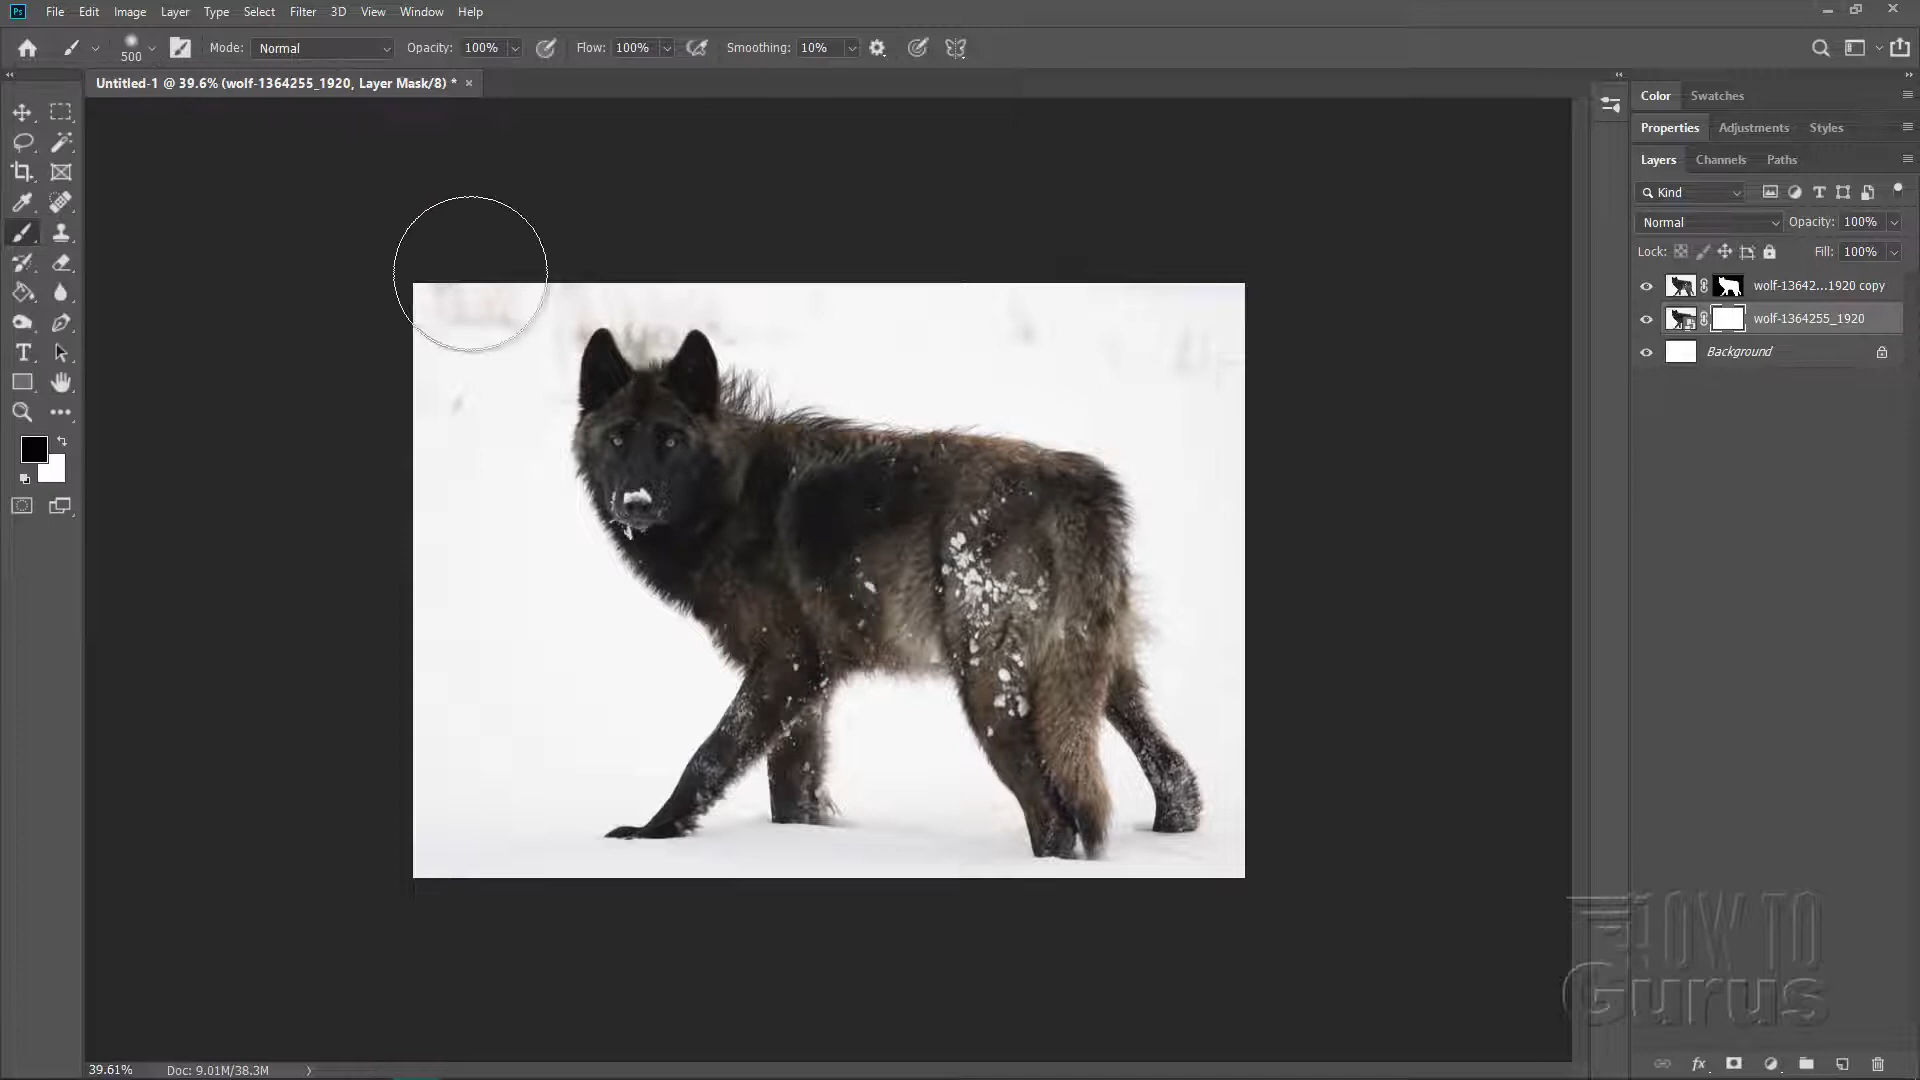 Ps File Edit Image Layer Type Select Filter 3D View Window Help
500 Mode: Normal Opacity: 100% Flow: 100% Smoothing: 10%
Untitled-1 @ 39.6% (wolf-1364255_1920, Layer Mask/8) * ×
Color Swatches
Properties Adjustments Styles
Layers Channels Paths
Kind
Normal Opacity: 100%
Lock: Fill: 100%
wolf-13642...1920 copy
wolf-1364255_1920
Background
HOW TO
Gurus
39.61% Doc: 9.01M/38.3M